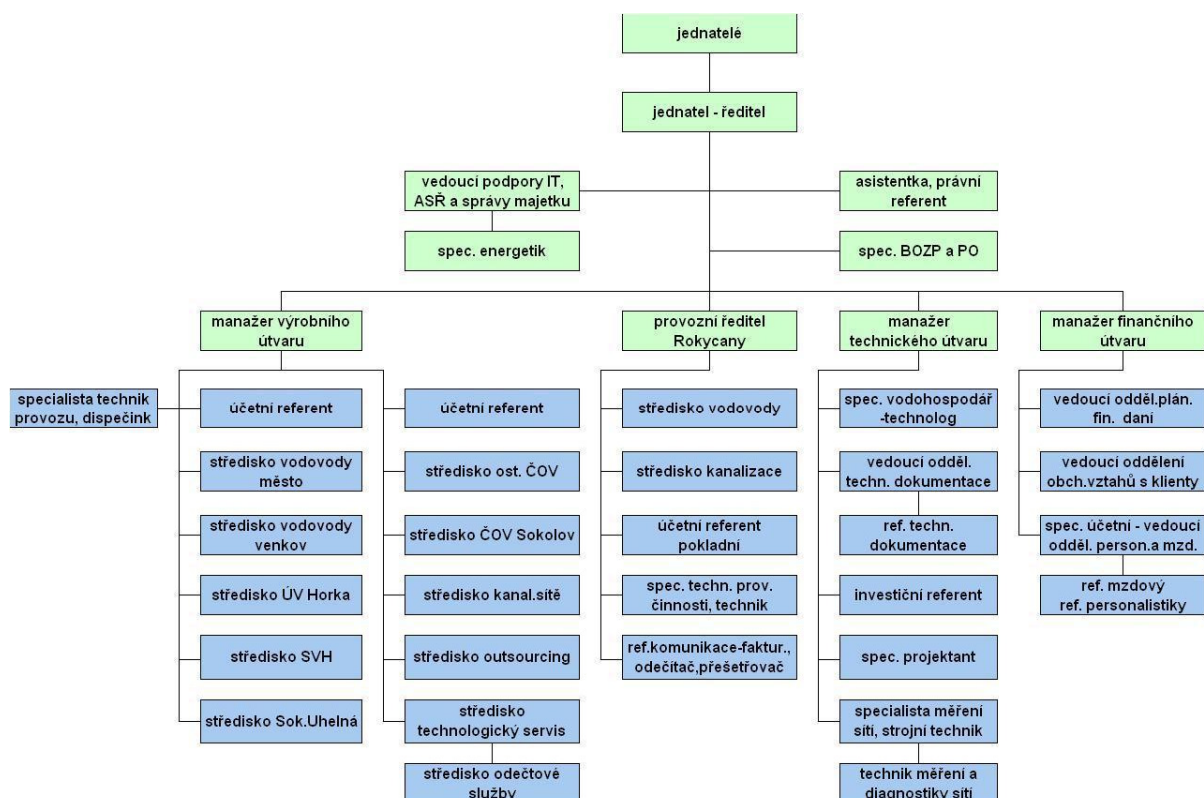 jednatelé
jednatel - ředitel
vedoucí podpory IT,
ASŘ a správy majetku
asistentka, právní
referent
spec. energetik
spec. BOZP a PO
manažer výrobního
útvaru
provozní ředitel
Rokycany
manažer
technického útvaru
manažer finančního
útvaru
specialista technik
provozu, dispečink
účetní referent
účetní referent
středisko vodovody
spec. vodohospodář
-technolog
vedoucí odděl.plán.
fin. daní
středisko vodovody
město
středisko ost. ČOV
středisko kanalizace
vedoucí odděl.
techn. dokumentace
vedoucí oddělení
obch.vztahů s klienty
středisko vodovody
venkov
středisko ČOV Sokolov
účetní referent
pokladní
ref. techn.
dokumentace
spec. účetní - vedoucí
odděl. person.a mzd.
středisko ÚV Horka
středisko kanal.sítě
spec. techn. prov.
činnosti, technik
investiční referent
ref. mzdový
ref. personalistiky
středisko SVH
středisko outsourcing
ref.komunikace-faktur.,
odečítač,přešetřovač
spec. projektant
středisko Sok.Uhelná
středisko
technologický servis
specialista měření
sítí, strojní technik
středisko odečtové
služby
technik měření a
diagnostiky sítí